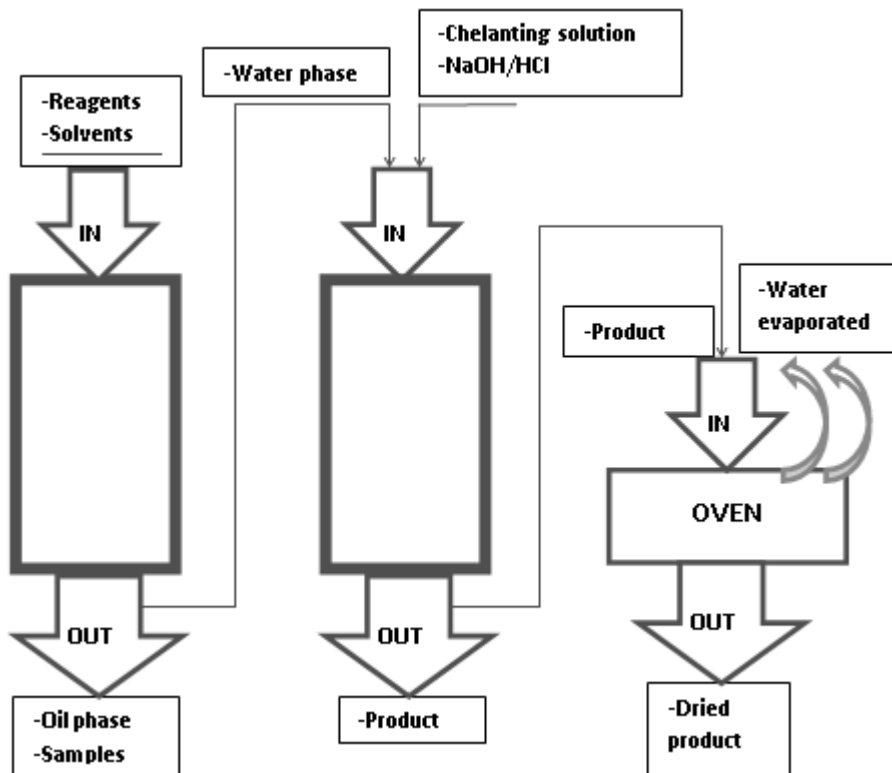 -Reagents
-Solvents
-Water phase
-Chelanting solution
-NaOH/HCl
IN
IN
-Product
-Water
evaporated
IN
OVEN
OUT
OUT
OUT
-Oil phase
-Samples
-Product
-Dried
product